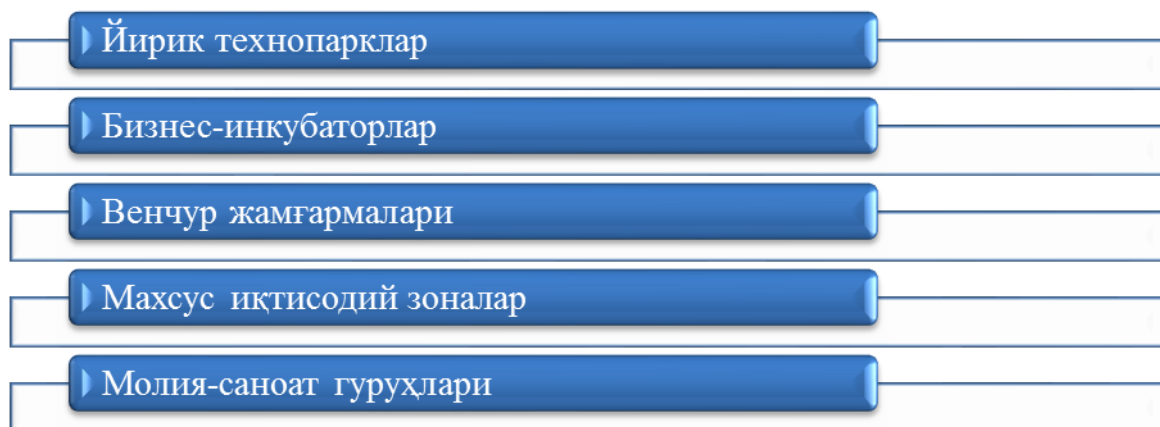 Йирик технопарклар
Бизнес-инкубаторлар
Венчур жамғармалари
Махсус иқтисодий зоналар
Молия-саноат гуруҳлари